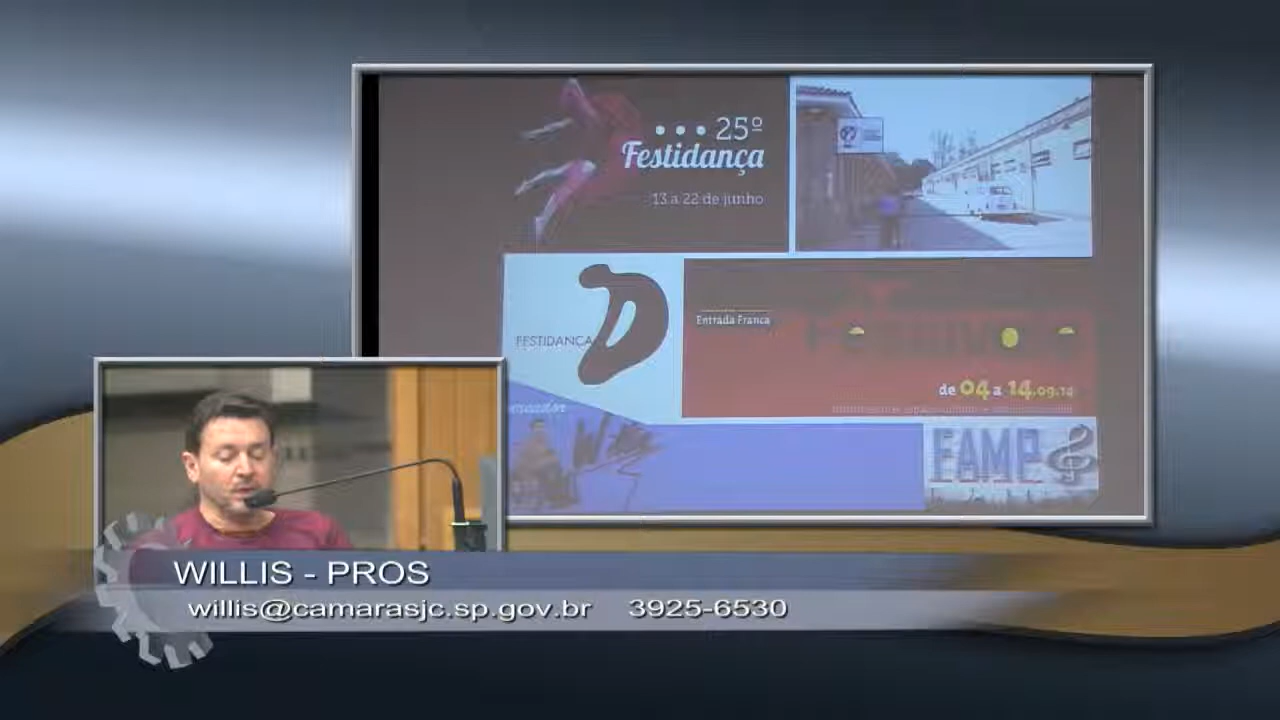 25º
Festidança
13 a 22 de junho
FESTIDANÇA
Entrada Franca
de 04 a 14.09.14
FAMP
WILLIS - PROS
willis@camarasjc.sp.gov.br 3925-6530